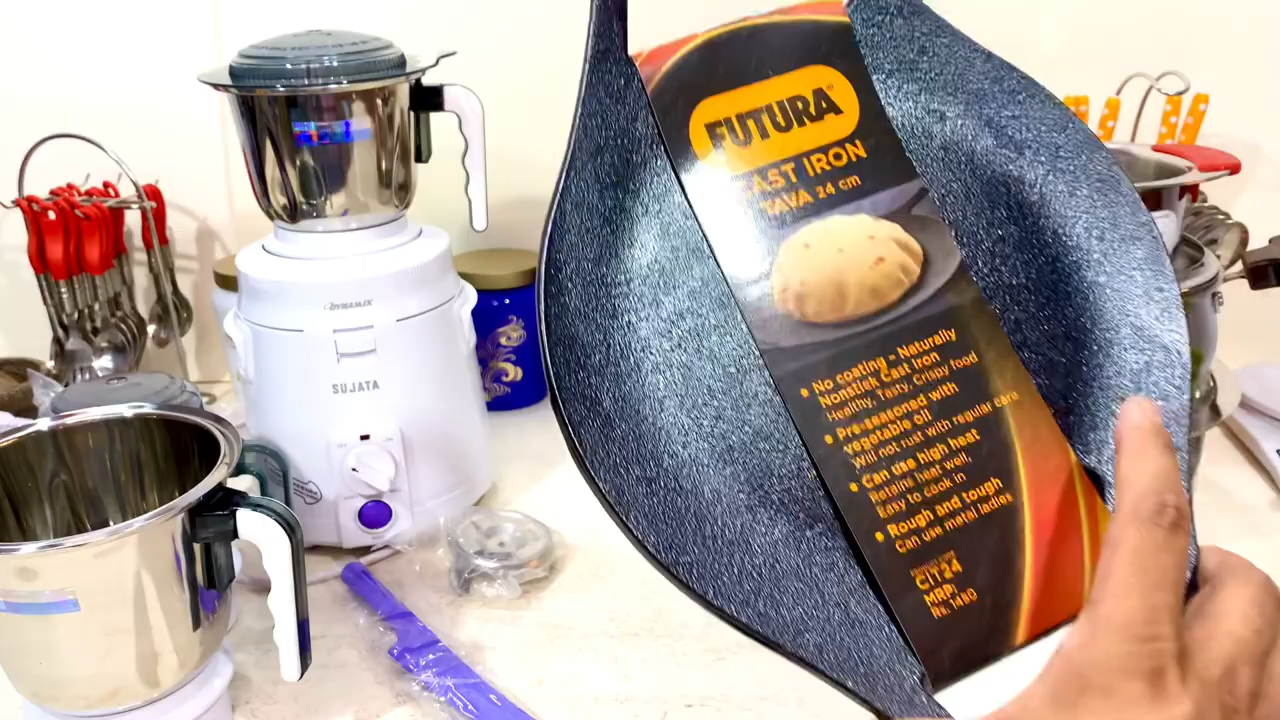 DYNAMIX
SUJATA
FUTURA
CAST IRON
TAVA 24 cm
• No coating – Naturally
Nonstick Cast Iron
Healthy, Tasty, Crispy food
• Pre-seasoned with
vegetable oil
Will not rust with regular care
• Can use high heat
Retains heat well,
Easy to cook in
• Rough and tough
Can use metal ladles
PRODUCT CODE
CIT24
MRP:
Rs. 1480